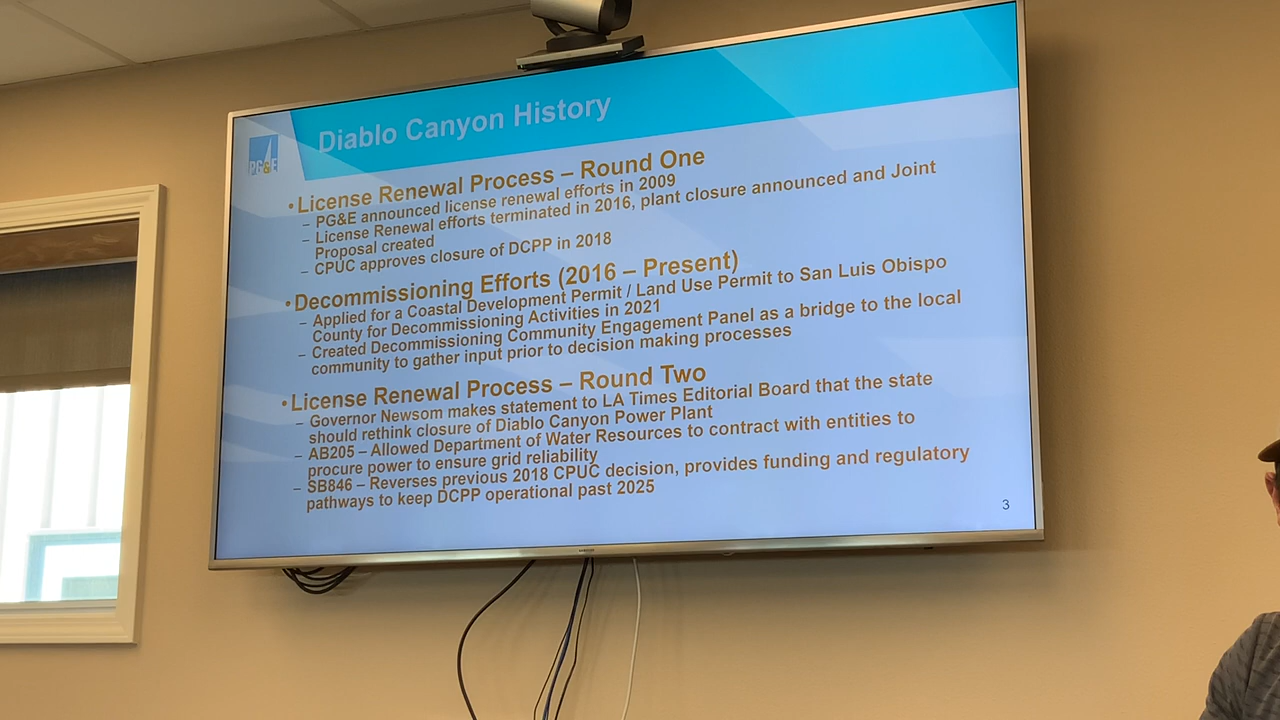 Diablo Canyon History
PG&E
•License Renewal Process – Round One
– PG&E announced license renewal efforts in 2009
– License Renewal efforts terminated in 2016, plant closure announced and Joint
Proposal created
– CPUC approves closure of DCPP in 2018
•Decommissioning Efforts (2016 – Present)
– Applied for a Coastal Development Permit / Land Use Permit to San Luis Obispo
County for Decommissioning Activities in 2021
– Created Decommissioning Community Engagement Panel as a bridge to the local
community to gather input prior to decision making processes
•License Renewal Process – Round Two
– Governor Newsom makes statement to LA Times Editorial Board that the state
should rethink closure of Diablo Canyon Power Plant
– AB205 – Allowed Department of Water Resources to contract with entities to
procure power to ensure grid reliability
– SB846 – Reverses previous 2018 CPUC decision, provides funding and regulatory
pathways to keep DCPP operational past 2025
3